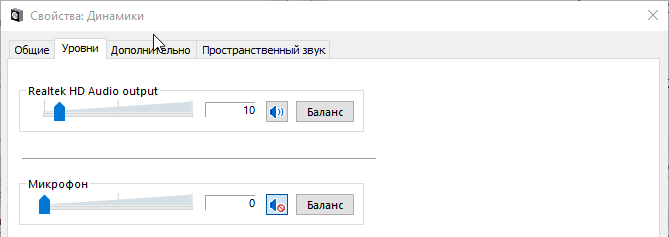 Свойства: Динамики
Общие Уровни Дополнительно Пространственный звук
Realtek HD Audio output
10 Баланс
Микрофон
0 Баланс